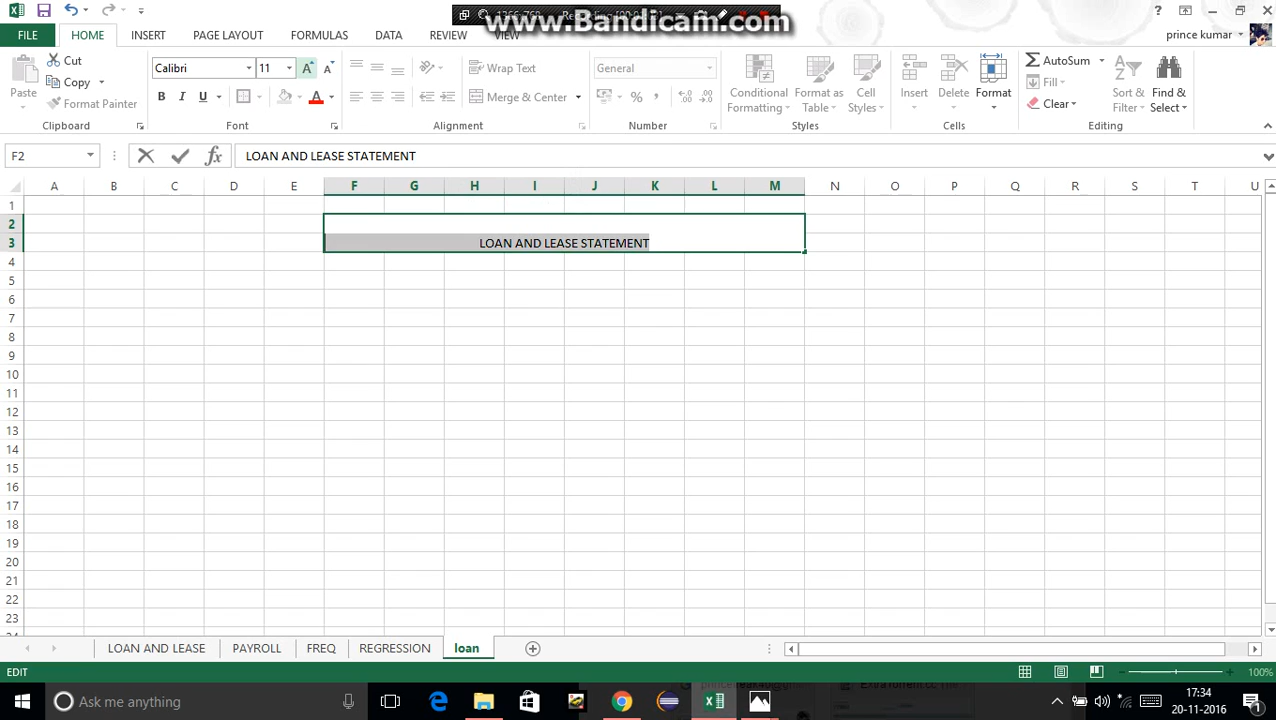 www.Bandicam.com
prince kumar
FILE HOME INSERT PAGE LAYOUT FORMULAS DATA REVIEW VIEW
Cut
Copy
Format Painter
Paste
Clipboard
Calibri 11
B I U
Font
Wrap Text
Merge & Center
Alignment
General
Number
Conditional Formatting
Format as Table
Cell Styles
Styles
Insert Delete Format
Cells
AutoSum
Fill
Clear
Sort & Filter
Find & Select
Editing
F2 fx LOAN AND LEASE STATEMENT
A B C D E F G H I J K L M N O P Q R S T U
1
2
3 LOAN AND LEASE STATEMENT
4
5
6
7
8
9
10
11
12
13
14
15
16
17
18
19
20
21
22
23
LOAN AND LEASE PAYROLL FREQ REGRESSION loan
EDIT 100%
Ask me anything
17:34
20-11-2016
1